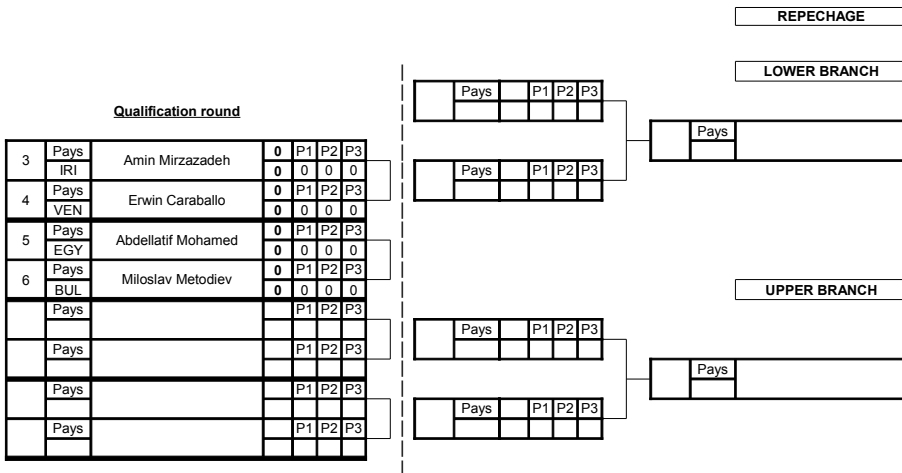 REPECHAGE
LOWER BRANCH
Qualification round
3 Pays Amin Mirzazadeh 0 P1 P2 P3
IRI 0 0 0 0
4 Pays Erwin Caraballo 0 P1 P2 P3
VEN 0 0 0 0
5 Pays Abdellatif Mohamed 0 P1 P2 P3
EGY 0 0 0 0
6 Pays Miloslav Metodiev 0 P1 P2 P3
BUL 0 0 0 0
Pays P1 P2 P3
Pays P1 P2 P3
Pays P1 P2 P3
Pays P1 P2 P3
Pays P1 P2 P3
Pays P1 P2 P3
Pays
UPPER BRANCH
Pays P1 P2 P3
Pays P1 P2 P3
Pays